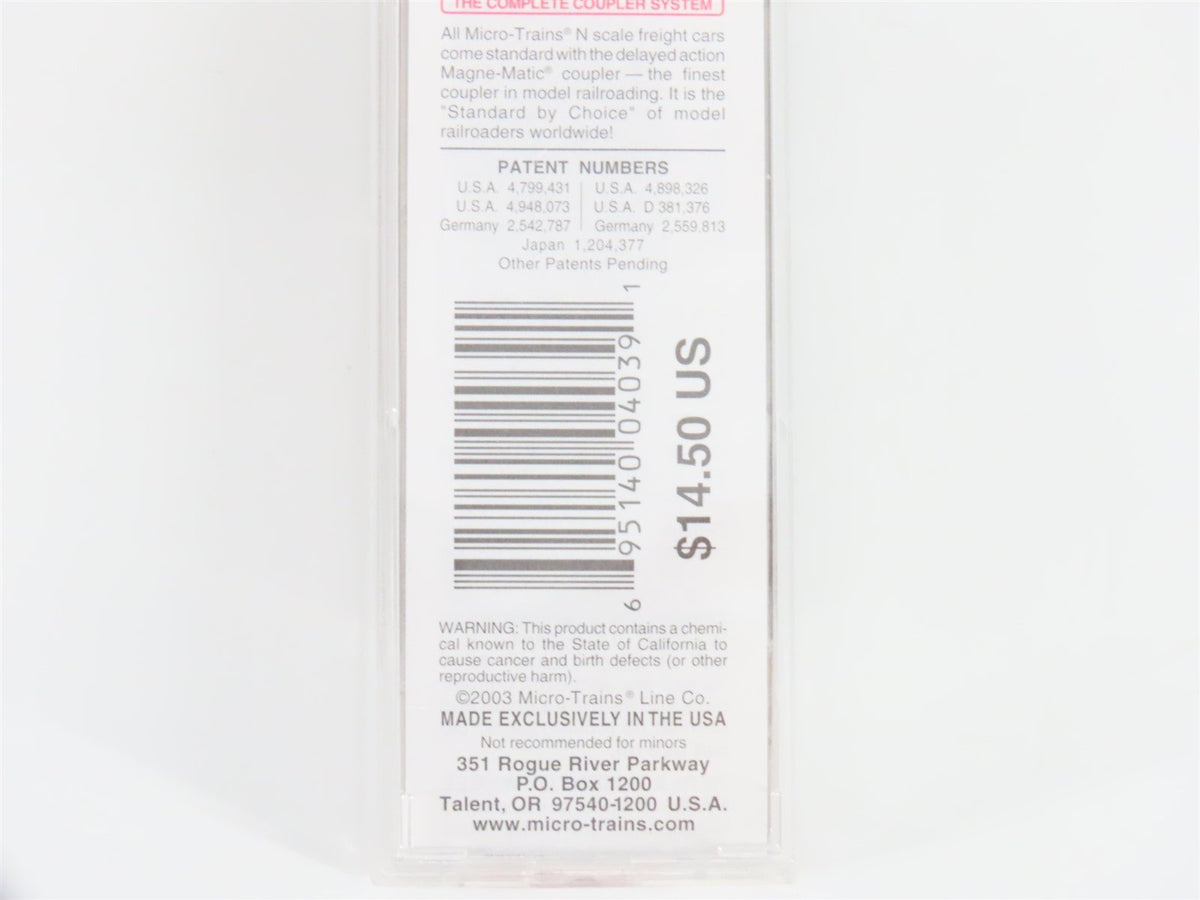 THE COMPLETE COUPLER SYSTEM
All Micro-Trains® N scale freight cars
come standard with the delayed action
Magne-Matic® coupler — the finest
coupler in model railroading. It is the
"Standard by Choice" of model
railroaders worldwide!
PATENT NUMBERS
U.S.A. 4,799,431 U.S.A. 4,898,326
U.S.A. 4,948,073 U.S.A. D 381,376
Germany 2,542,787 Germany 2,559,813
Japan 1,204,377
Other Patents Pending
6 95140 04039 1
$14.50 US
WARNING: This product contains a chemi-
cal known to the State of California to
cause cancer and birth defects (or other
reproductive harm).
©2003 Micro-Trains® Line Co.
MADE EXCLUSIVELY IN THE USA
Not recommended for minors
351 Rogue River Parkway
P.O. Box 1200
Talent, OR 97540-1200 U.S.A.
www.micro-trains.com